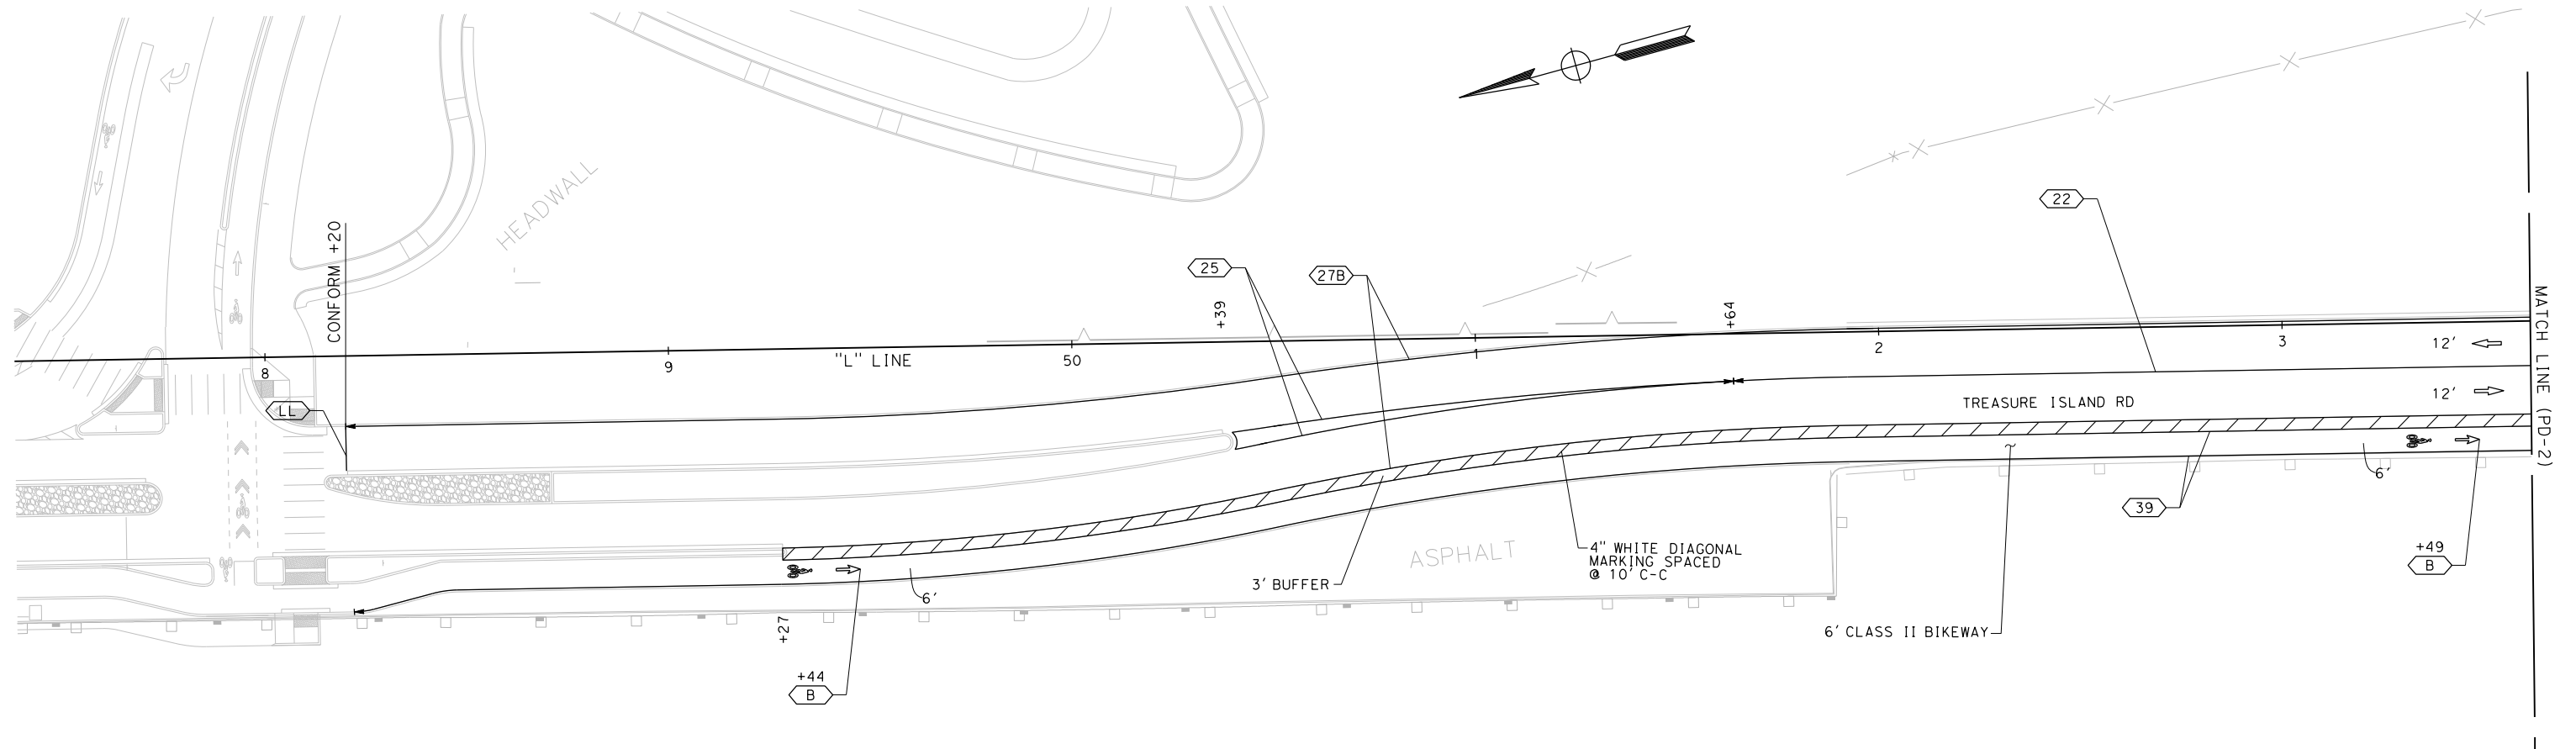 HEADWALL
CONFORM +20
22
25
27B
+39
+64
MATCH LINE (PD-2)
8
9
"L" LINE
50
1
2
3
12'
12'
TREASURE ISLAND RD
LL
6'
39
4" WHITE DIAGONAL
MARKING SPACED
@ 10' C-C
ASPHALT
3' BUFFER
6'
+49
B
6' CLASS II BIKEWAY
+27
+44
B